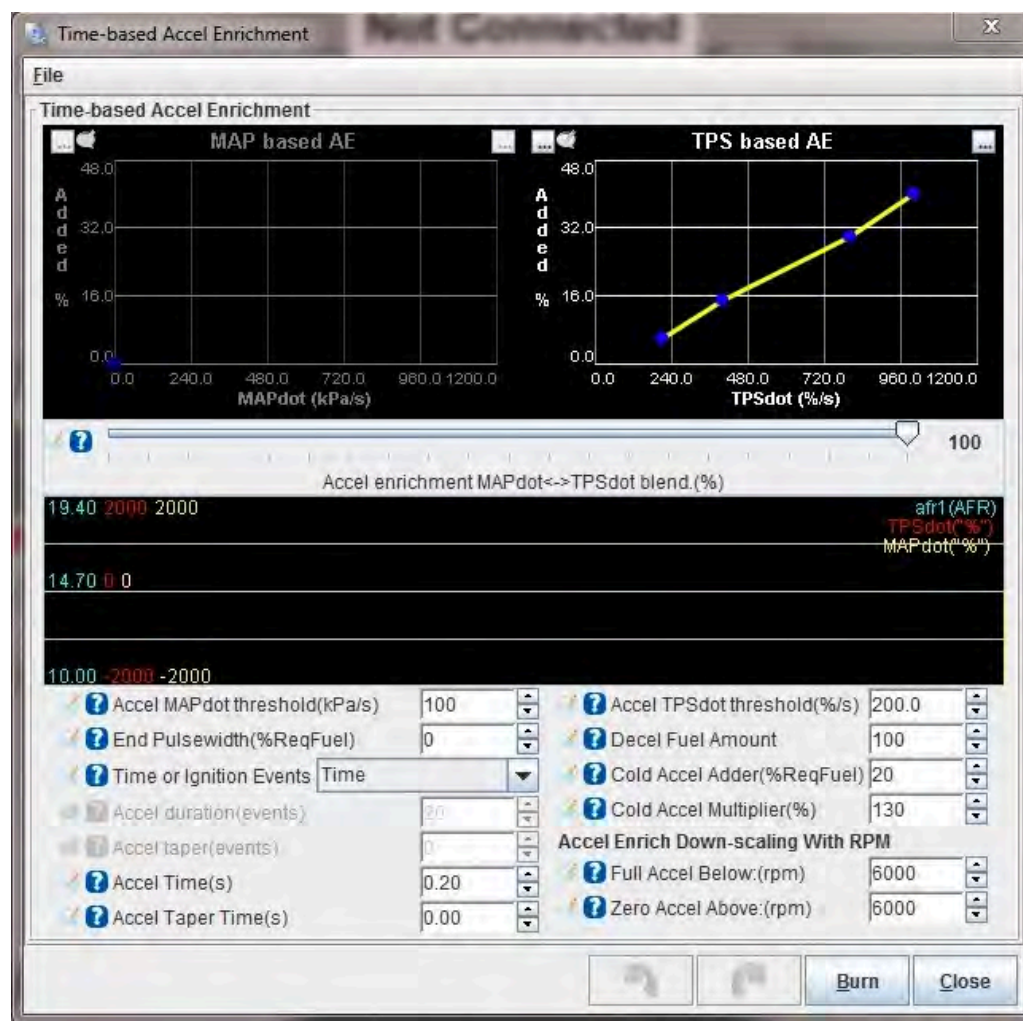 Time-based Accel Enrichment
Not Connected
X
File
Time-based Accel Enrichment
... MAP based AE ...
48.0
32.0
16.0
0.0
Added %
0.0 240.0 480.0 720.0 960.0 1200.0
MAPdot (kPa/s)
... TPS based AE ...
48.0
32.0
16.0
0.0
Added %
0.0 240.0 480.0 720.0 960.0 1200.0
TPSdot (%/s)
? 100
Accel enrichment MAPdot<->TPSdot blend.(%)
19.40 2000 2000 afr1(AFR)
TPSdot("%")
MAPdot("%")
14.70 0 0
10.00 -2000 -2000
? Accel MAPdot threshold(kPa/s) 100
? End Pulsewidth(%ReqFuel) 0
? Time or Ignition Events Time
? Accel duration(events) 20
? Accel taper(events) 0
? Accel Time(s) 0.20
? Accel Taper Time(s) 0.00
? Accel TPSdot threshold(%/s) 200.0
? Decel Fuel Amount 100
? Cold Accel Adder(%ReqFuel) 20
? Cold Accel Multiplier(%) 130
Accel Enrich Down-scaling With RPM
? Full Accel Below:(rpm) 6000
? Zero Accel Above:(rpm) 6000
Burn Close